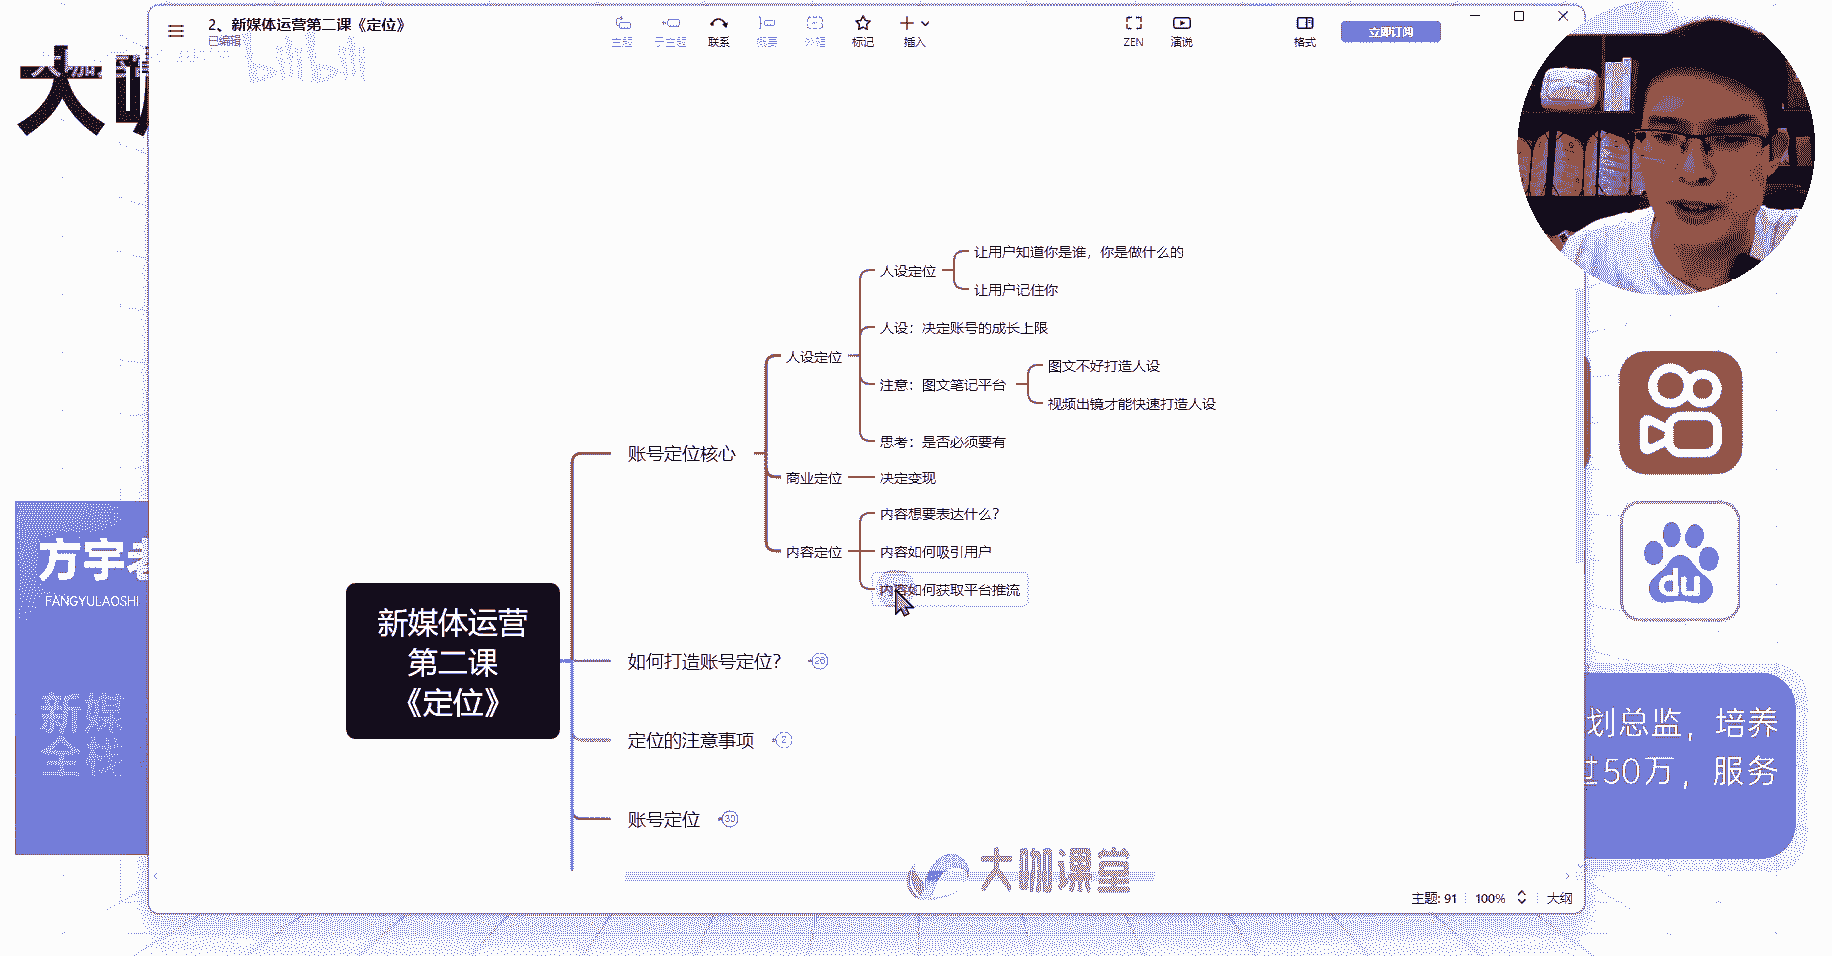 2、新媒体运营第二课《定位》
已编辑
主题
子主题
联系
概要
外框
标记
插入
ZEN
演说
格式
立即订阅
大咖
bilibili
让用户知道你是谁，你是做什么的
人设定位
让用户记住你
人设：决定账号的成长上限
人设定位
图文不好打造人设
注意：图文笔记平台
视频出镜才能快速打造人设
思考：是否必须要有
账号定位核心
商业定位
决定变现
内容想要表达什么？
内容定位
内容如何吸引用户
内容如何获取平台推流
方宇老
FANGYULAOSHI
新媒
全栈
新媒体运营
第二课
《定位》
如何打造账号定位？
26
定位的注意事项
2
账号定位
30
du
划总监，培养
过50万，服务
大咖课堂
主题: 91
100%
大纲